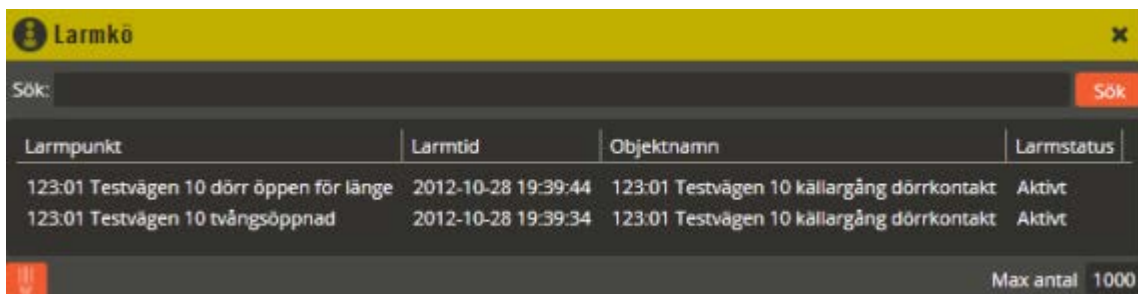 Larmkö
Sök: Sök
Larmpunkt Larmtid Objektnamn Larmstatus
123:01 Testvägen 10 dörr öppen för länge 2012-10-28 19:39:44 123:01 Testvägen 10 källargång dörrkontakt Aktivt
123:01 Testvägen 10 tvångsöppnad 2012-10-28 19:39:34 123:01 Testvägen 10 källargång dörrkontakt Aktivt
Max antal 1000